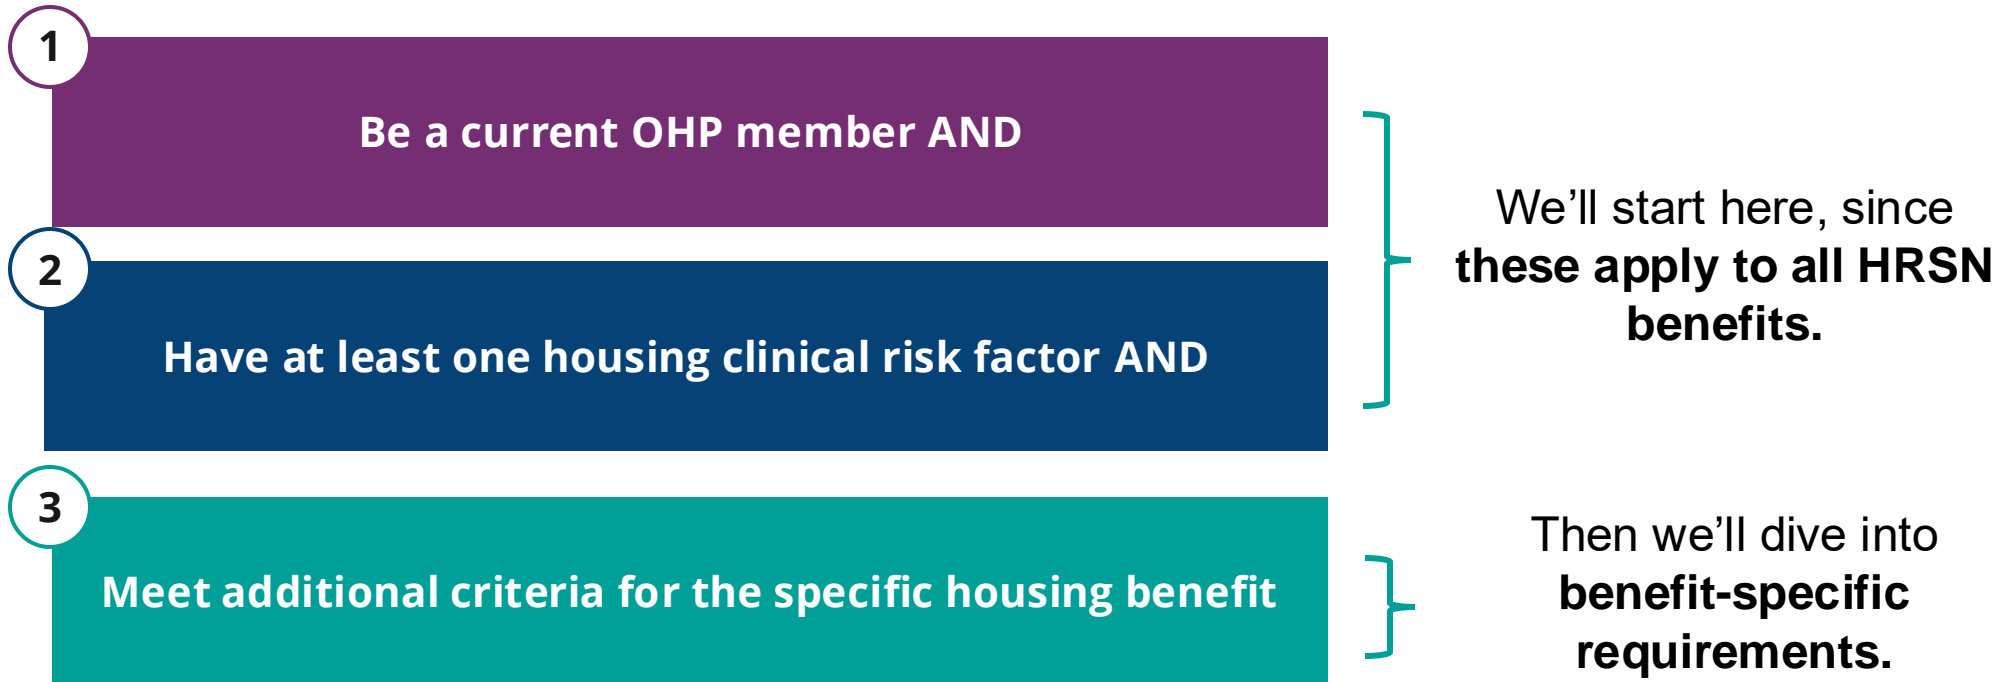 1
Be a current OHP member AND
2
Have at least one housing clinical risk factor AND
We’ll start here, since
these apply to all HRSN
benefits.
3
Meet additional criteria for the specific housing benefit
Then we’ll dive into
benefit-specific
requirements.